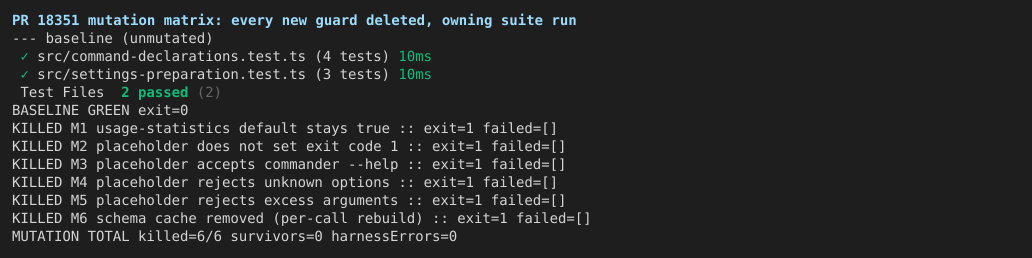 PR 18351 mutation matrix: every new guard deleted, owning suite run
--- baseline (unmutated)
✓ src/command-declarations.test.ts (4 tests) 10ms
✓ src/settings-preparation.test.ts (3 tests) 10ms
Test Files  2 passed (2)
BASELINE GREEN exit=0
KILLED M1 usage-statistics default stays true :: exit=1 failed=[]
KILLED M2 placeholder does not set exit code 1 :: exit=1 failed=[]
KILLED M3 placeholder accepts commander --help :: exit=1 failed=[]
KILLED M4 placeholder rejects unknown options :: exit=1 failed=[]
KILLED M5 placeholder rejects excess arguments :: exit=1 failed=[]
KILLED M6 schema cache removed (per-call rebuild) :: exit=1 failed=[]
MUTATION TOTAL killed=6/6 survivors=0 harnessErrors=0